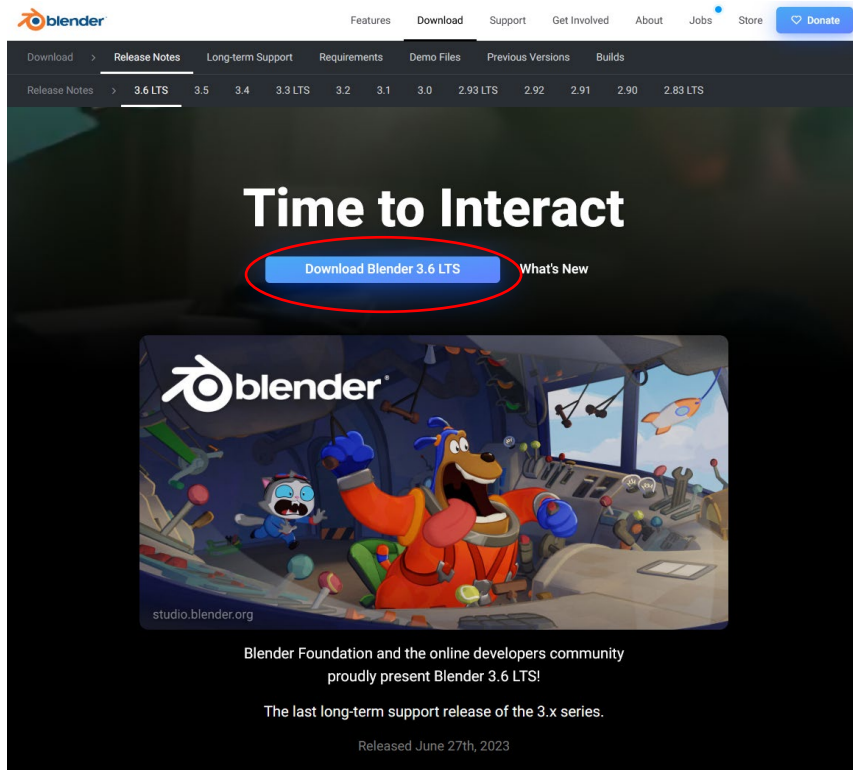 blender
Features Download Support Get Involved About Jobs Store Donate
Download > Release Notes Long-term Support Requirements Demo Files Previous Versions Builds
Release Notes > 3.6 LTS 3.5 3.4 3.3 LTS 3.2 3.1 3.0 2.93 LTS 2.92 2.91 2.90 2.83 LTS
Time to Interact
Download Blender 3.6 LTS What's New
blender
studio.blender.org
Blender Foundation and the online developers community
proudly present Blender 3.6 LTS!
The last long-term support release of the 3.x series.
Released June 27th, 2023